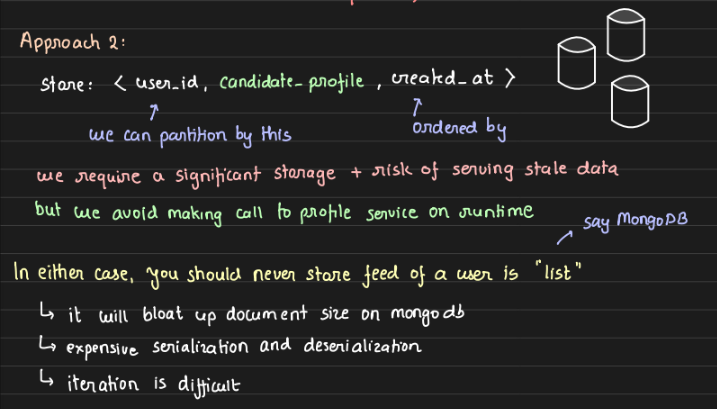 Approach 2:
store: < user_id, candidate_profile, created_at >
we can partition by this
ordered by
we require a significant storage + risk of serving stale data
but we avoid making call to profile service on runtime
say MongoDB
In either case, you should never store feed of a user is "list"
↳ it will bloat up document size on mongodb
↳ expensive serialization and deserialization
↳ iteration is difficult